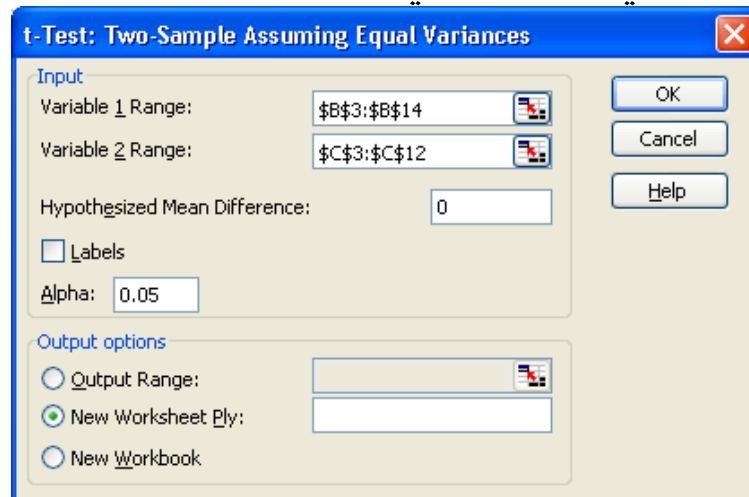 t-Test: Two-Sample Assuming Equal Variances
Input
Variable 1 Range: $B$3:$B$14
Variable 2 Range: $C$3:$C$12
Hypothesized Mean Difference: 0
Labels
Alpha: 0.05
OK
Cancel
Help
Output options
Output Range:
New Worksheet Ply:
New Workbook